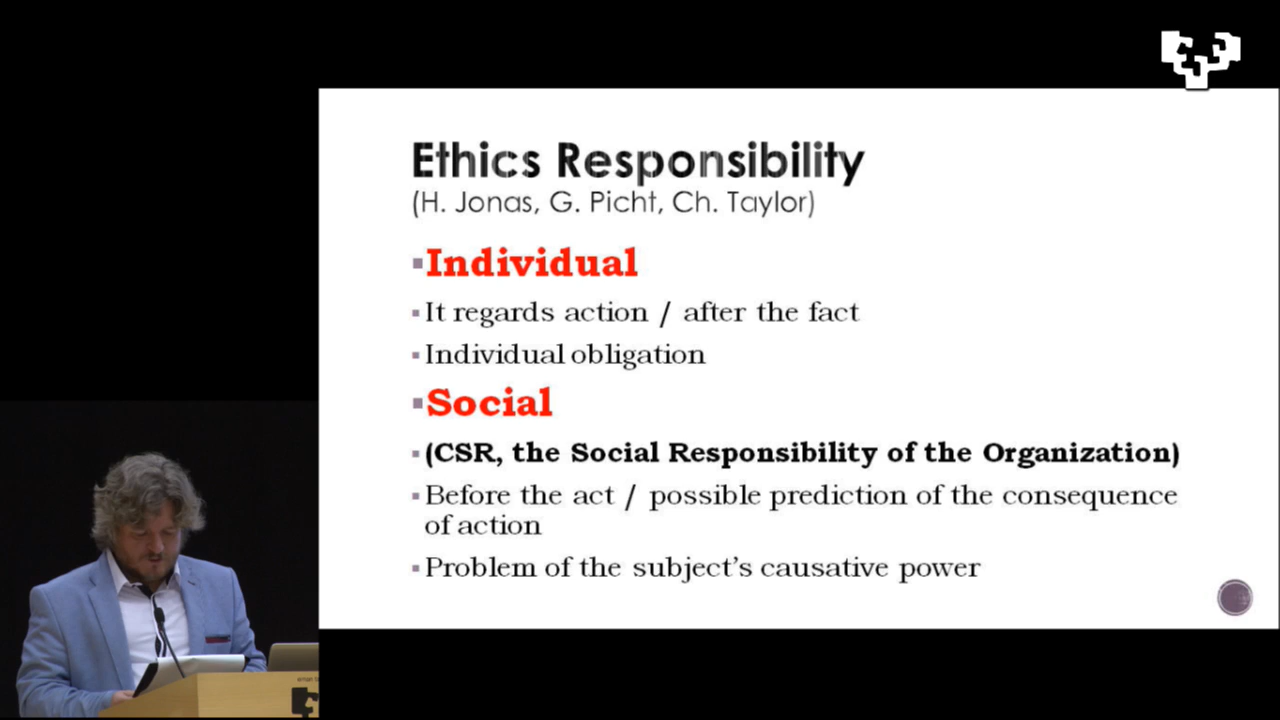 Ethics Responsibility
(H. Jonas, G. Picht, Ch. Taylor)
Individual
It regards action / after the fact
Individual obligation
Social
(CSR, the Social Responsibility of the Organization)
Before the act / possible prediction of the consequence
of action
Problem of the subject's causative power